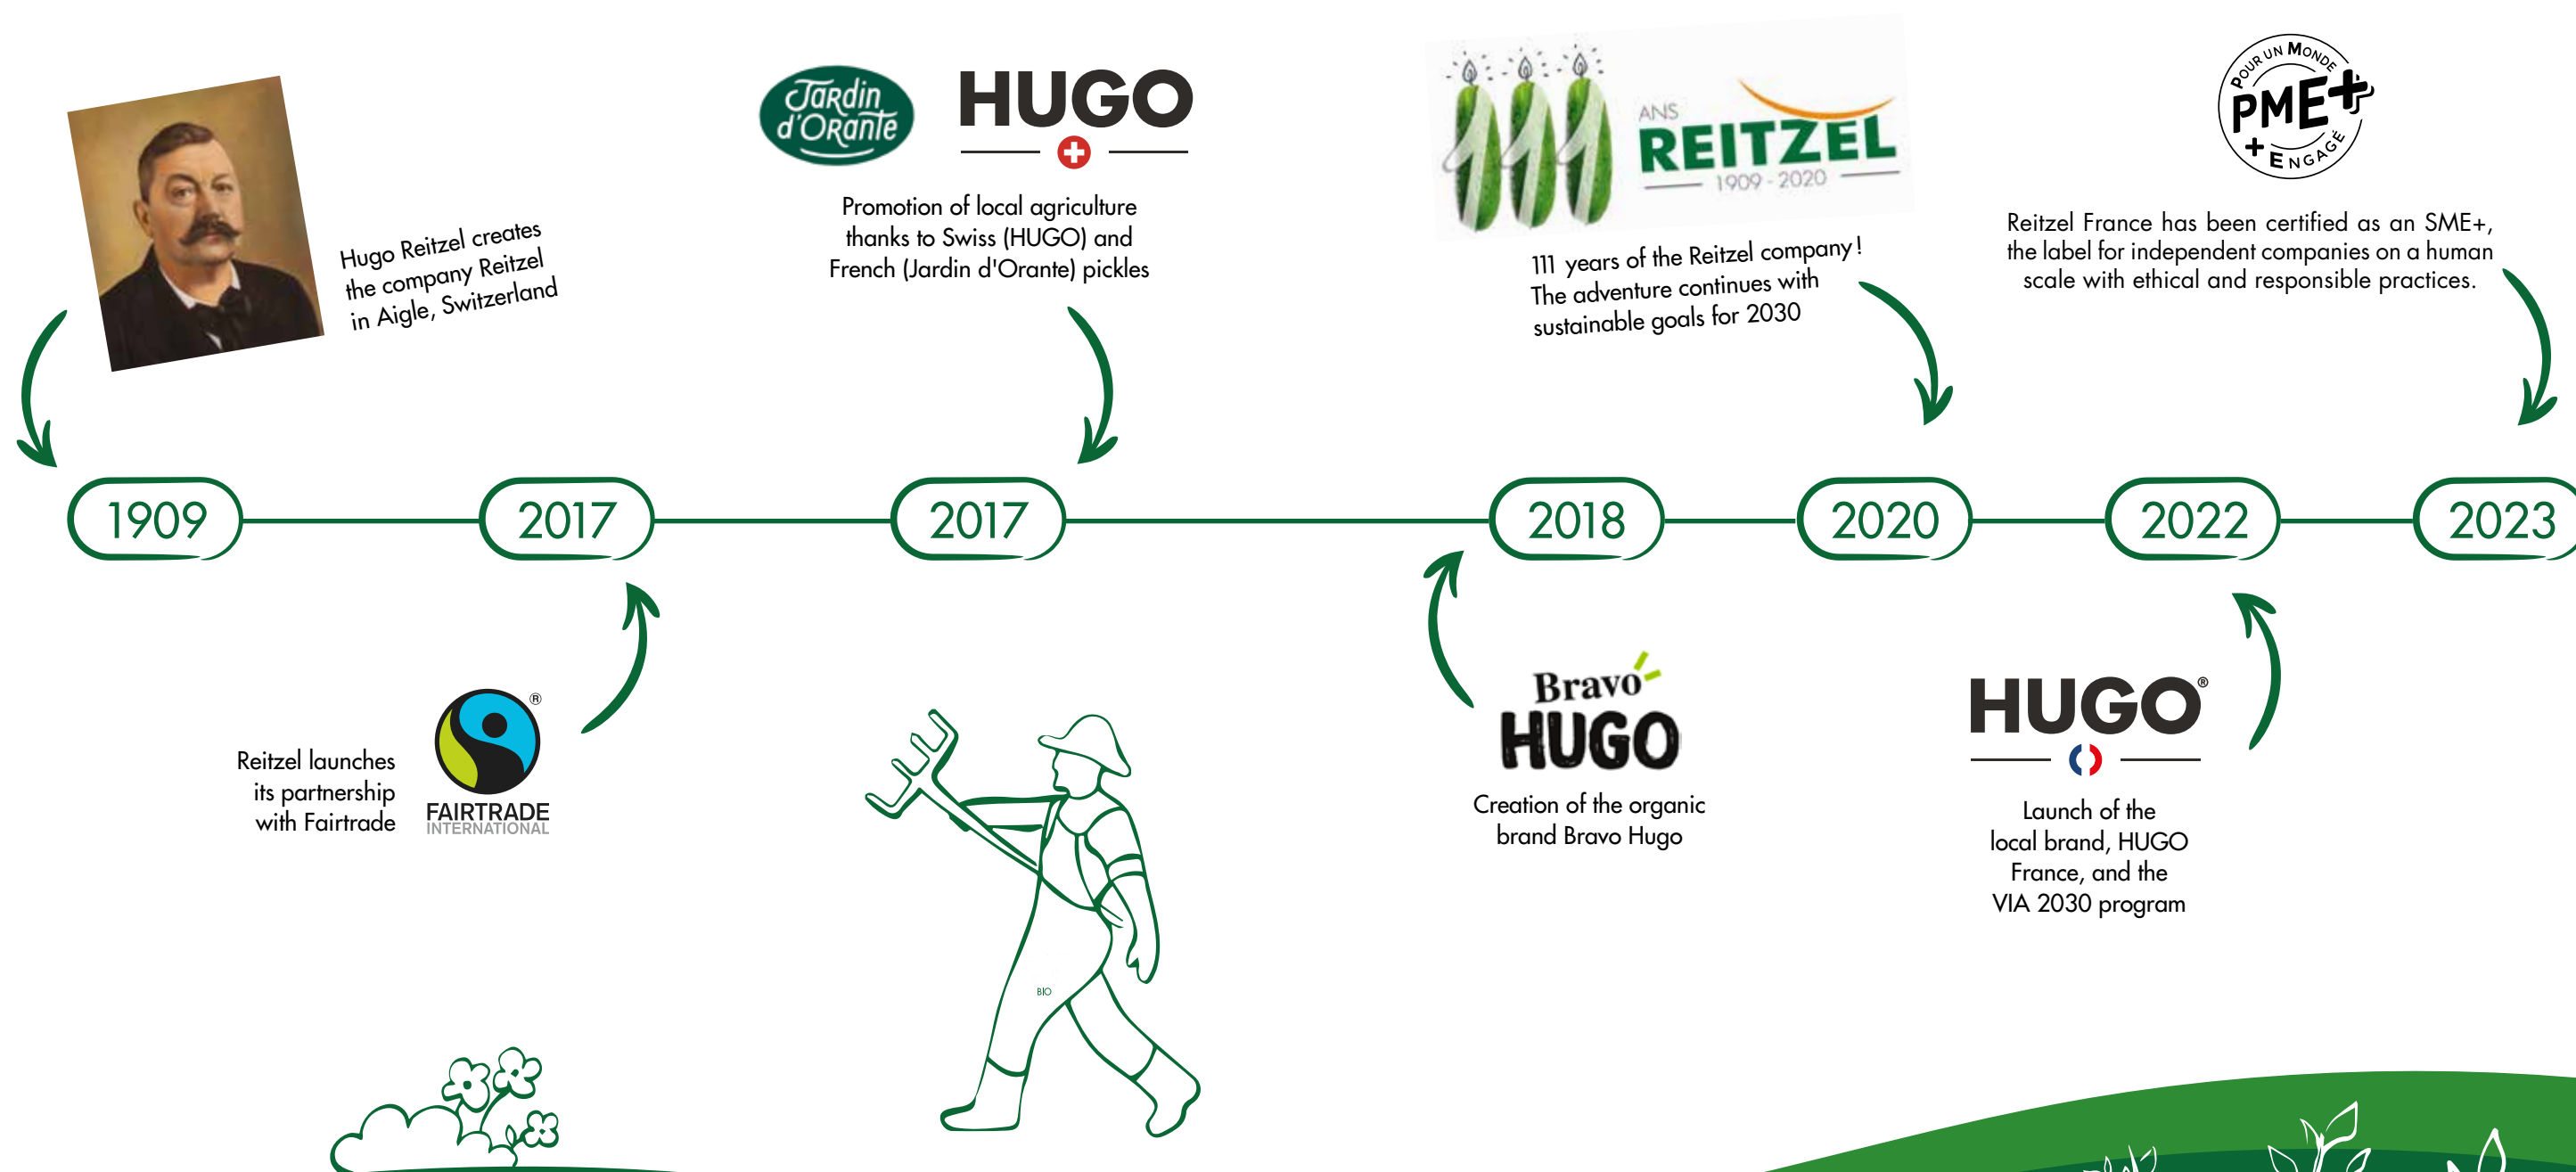 Hugo Reitzel creates
the company Reitzel
in Aigle, Switzerland
Jardin
d'Orante
HUGO
Promotion of local agriculture
thanks to Swiss (HUGO) and
French (Jardin d'Orante) pickles
ANS
REITZEL
1909 - 2020
111 years of the Reitzel company !
The adventure continues with
sustainable goals for 2030
POUR UN MONDE
PME+
+ ENGAGÉ
Reitzel France has been certified as an SME+,
the label for independent companies on a human
scale with ethical and responsible practices.
1909
2017
2017
2018
2020
2022
2023
Reitzel launches
its partnership
with Fairtrade
®
FAIRTRADE
INTERNATIONAL
BIO
Bravo
HUGO
Creation of the organic
brand Bravo Hugo
HUGO®
Launch of the
local brand, HUGO
France, and the
VIA 2030 program